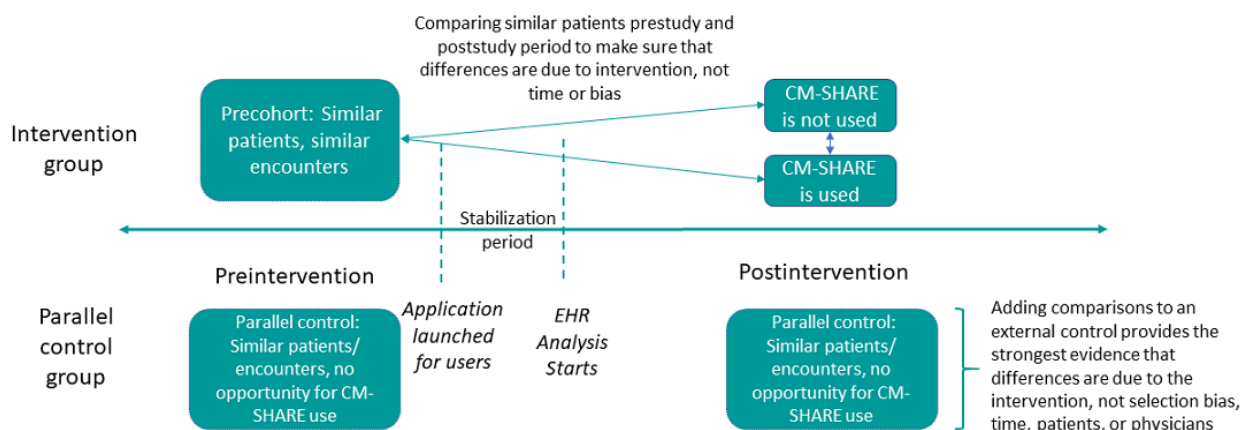 Comparing similar patients prestudy and
poststudy period to make sure that
differences are due to intervention, not
time or bias
Intervention
group
Precohort: Similar
patients, similar
encounters
CM-SHARE
is not used
CM-SHARE
is used
Stabilization
period
Preintervention
Postintervention
Parallel
control
group
Parallel control:
Similar patients/
encounters, no
opportunity for CM-
SHARE use
Application
launched
for users
EHR
Analysis
Starts
Parallel control:
Similar patients/
encounters, no
opportunity for CM-
SHARE use
Adding comparisons to an
external control provides the
strongest evidence that
differences are due to the
intervention, not selection bias,
time, patients, or physicians